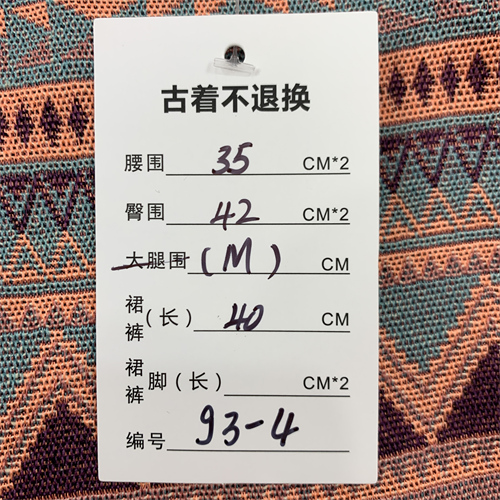 古着不退换
腰围 35 CM*2
臀围 42 CM*2
大腿围 (M) CM
裙裤(长) 40 CM
裙裤脚(长) CM*2
编号 93-4